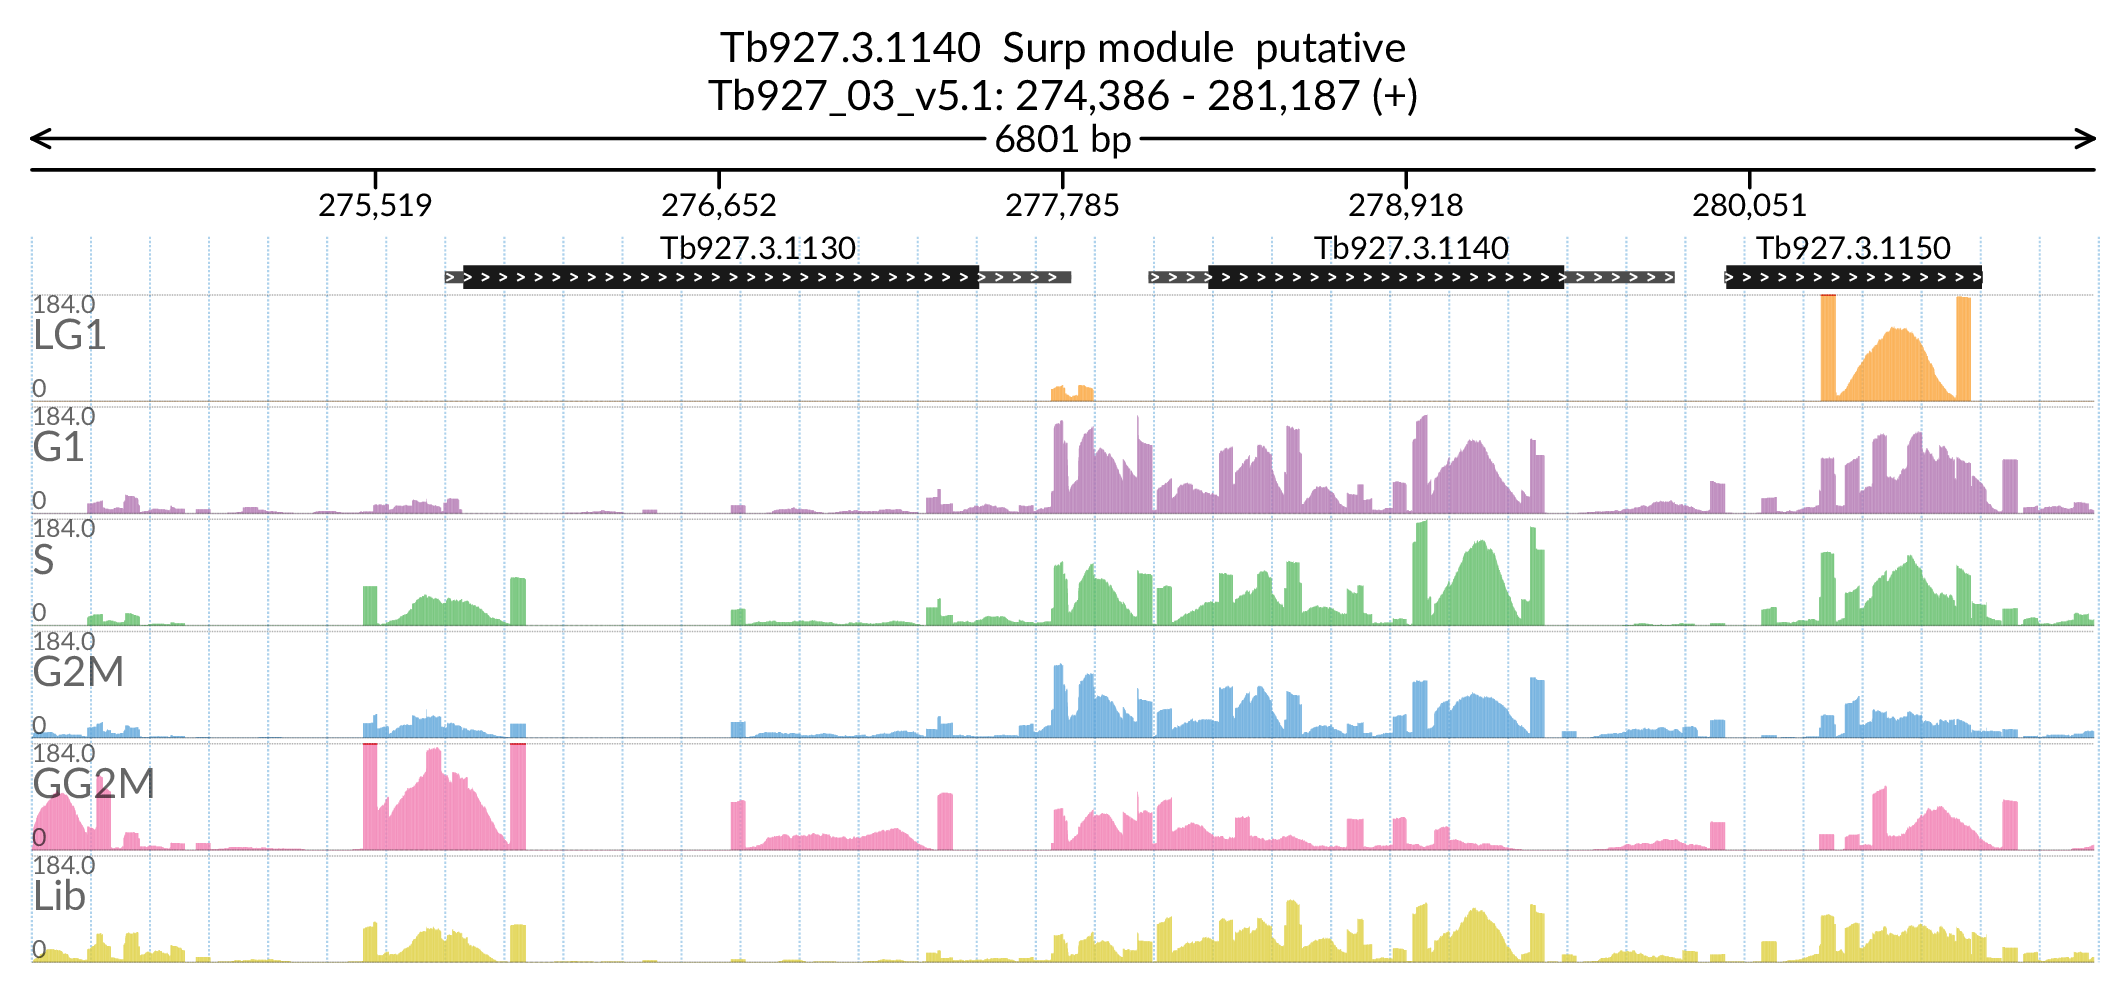 Tb927.3.1140 Surp module putative
Tb927_03_v5.1: 274,386 - 281,187 (+)
6801 bp
275,519 276,652 277,785 278,918 280,051
Tb927.3.1130 Tb927.3.1140 Tb927.3.1150
184.0
LG1
0
184.0
G1
0
184.0
S
0
184.0
G2M
0
184.0
GG2M
0
184.0
Lib
0